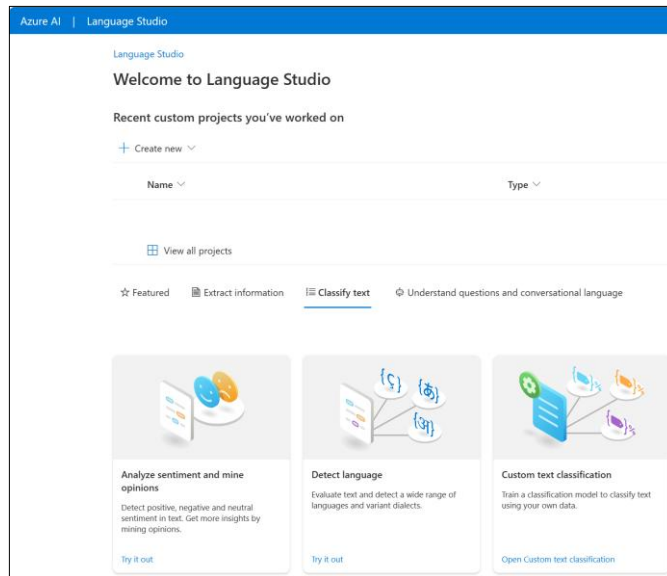 Azure AI | Language Studio
Language Studio
Welcome to Language Studio
Recent custom projects you've worked on
Create new
Name Type
View all projects
Featured Extract information Classify text Understand questions and conversational language
{ς} {あ}
{अ}
Analyze sentiment and mine
opinions
Detect positive, negative and neutral
sentiment in text. Get more insights by
mining opinions.
Try it out
Detect language
Evaluate text and detect a wide range of
languages and variant dialects.
Try it out
Custom text classification
Train a classification model to classify text
using your own data.
Open Custom text classification